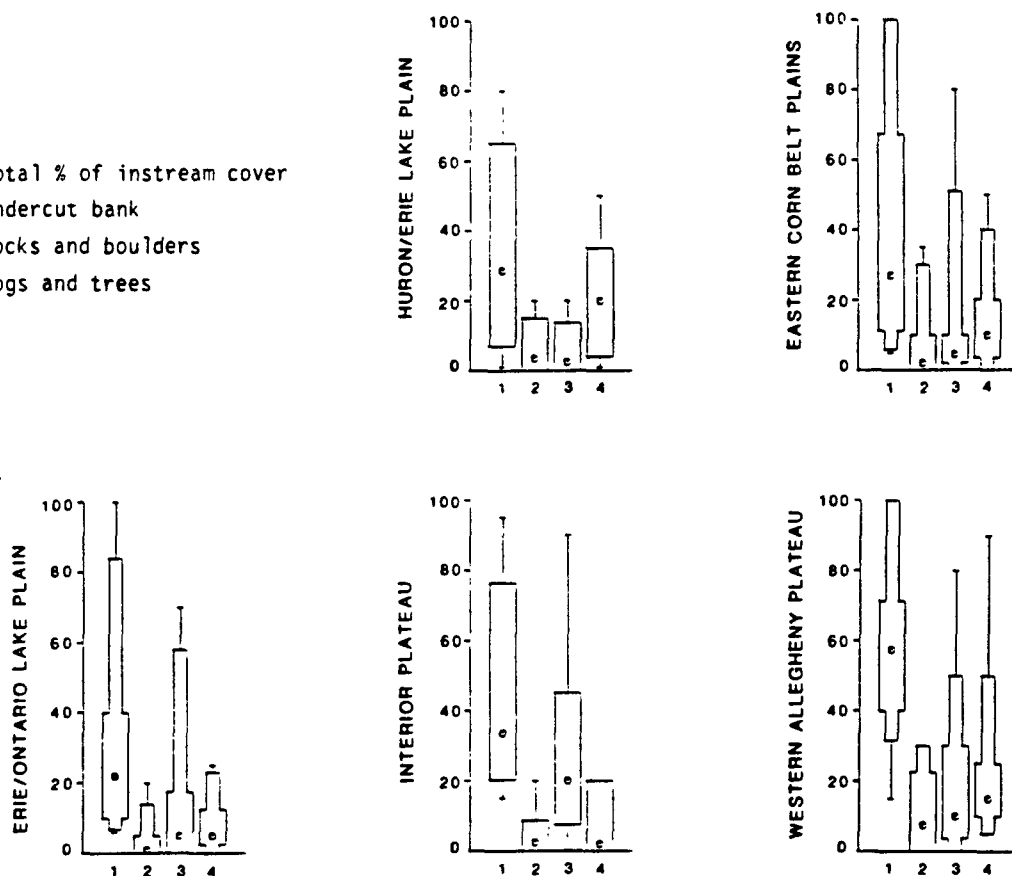 otal % of instream cover
ndercut bank
ocks and boulders
ogs and trees
HURON/ERIE LAKE PLAIN
100
80
60
40
20
0
1 2 3 4
EASTERN CORN BELT PLAINS
100
80
60
40
20
0
1 2 3 4
ERIE/ONTARIO LAKE PLAIN
100
80
60
40
20
0
1 2 3 4
INTERIOR PLATEAU
100
80
60
40
20
0
1 2 3 4
WESTERN ALLEGHENY PLATEAU
100
80
60
40
20
0
1 2 3 4